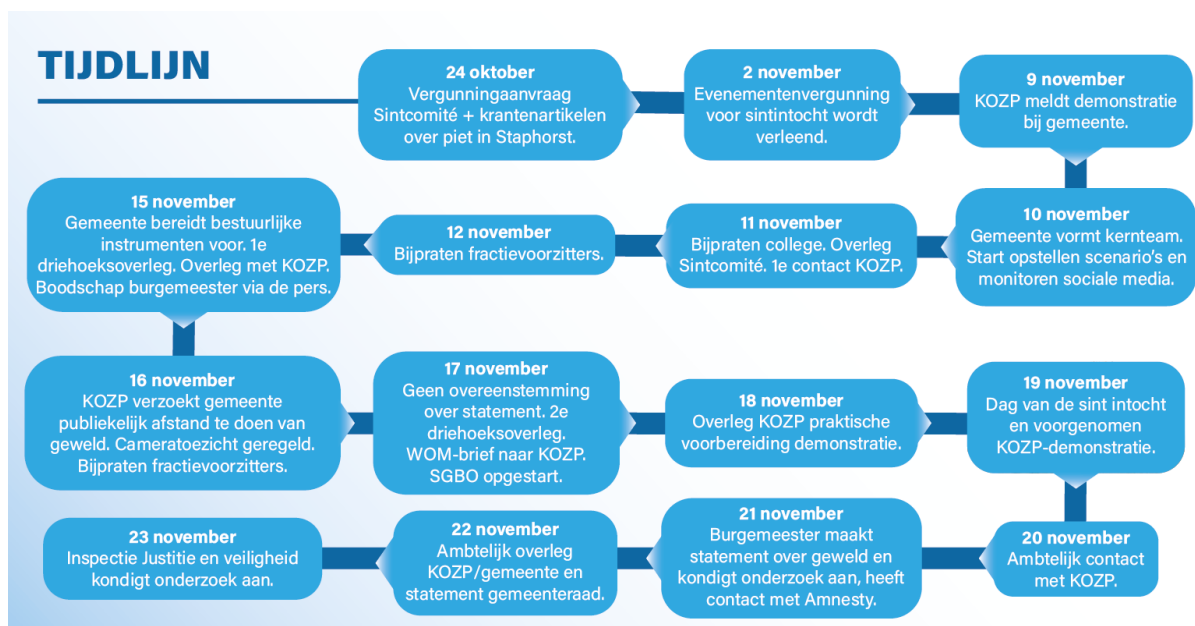 TIJDLIJN
24 oktober
Vergunningaanvraag
Sintcomité + krantenartikelen
over piet in Staphorst.
2 november
Evenementenvergunning
voor sintintocht wordt
verleend.
9 november
KOZP meldt demonstratie
bij gemeente.
10 november
Gemeente vormt kernteam.
Start opstellen scenario's en
monitoren sociale media.
11 november
Bijpraten college. Overleg
Sintcomité. 1e contact KOZP.
12 november
Bijpraten fractievoorzitters.
15 november
Gemeente bereidt bestuurlijke
instrumenten voor. 1e
driehoeksoverleg. Overleg met KOZP.
Boodschap burgemeester via de pers.
16 november
KOZP verzoekt gemeente
publiekelijk afstand te doen van
geweld. Cameratoezicht geregeld.
Bijpraten fractievoorzitters.
17 november
Geen overeenstemming
over statement. 2e
driehoeksoverleg.
WOM-brief naar KOZP.
SGBO opgestart.
18 november
Overleg KOZP praktische
voorbereiding demonstratie.
19 november
Dag van de sint intocht
en voorgenomen
KOZP-demonstratie.
20 november
Ambtelijk contact
met KOZP.
21 november
Burgemeester maakt
statement over geweld en
kondigt onderzoek aan, heeft
contact met Amnesty.
22 november
Ambtelijk overleg
KOZP/gemeente en
statement gemeenteraad.
23 november
Inspectie Justitie en veiligheid
kondigt onderzoek aan.